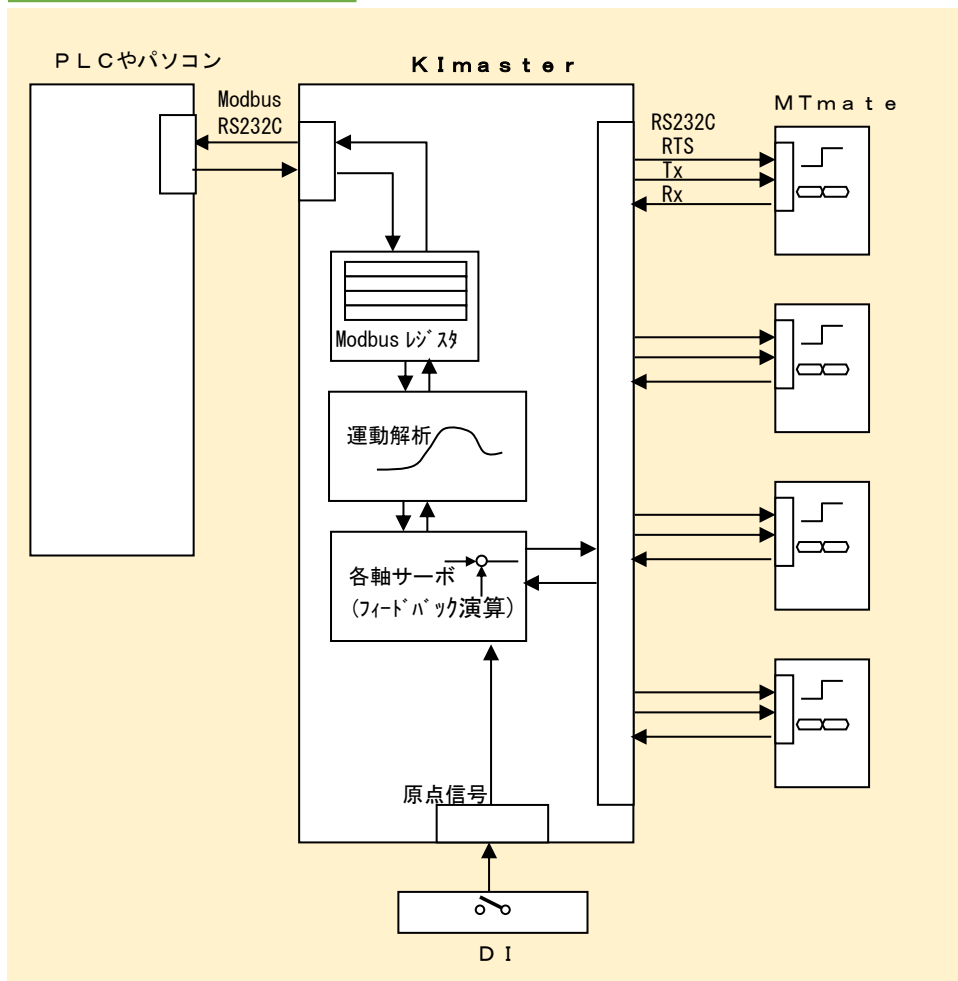 ＰＬＣやパソコン
ＫＩｍａｓｔｅｒ
Modbus
RS232C
RS232C
RTS
Tx
Rx
ＭＴｍａｔｅ
Modbus ﾚｼﾞｽﾀ
運動解析
各軸サーボ
(ﾌｨｰﾄﾞﾊﾞｯｸ演算)
原点信号
ＤＩ